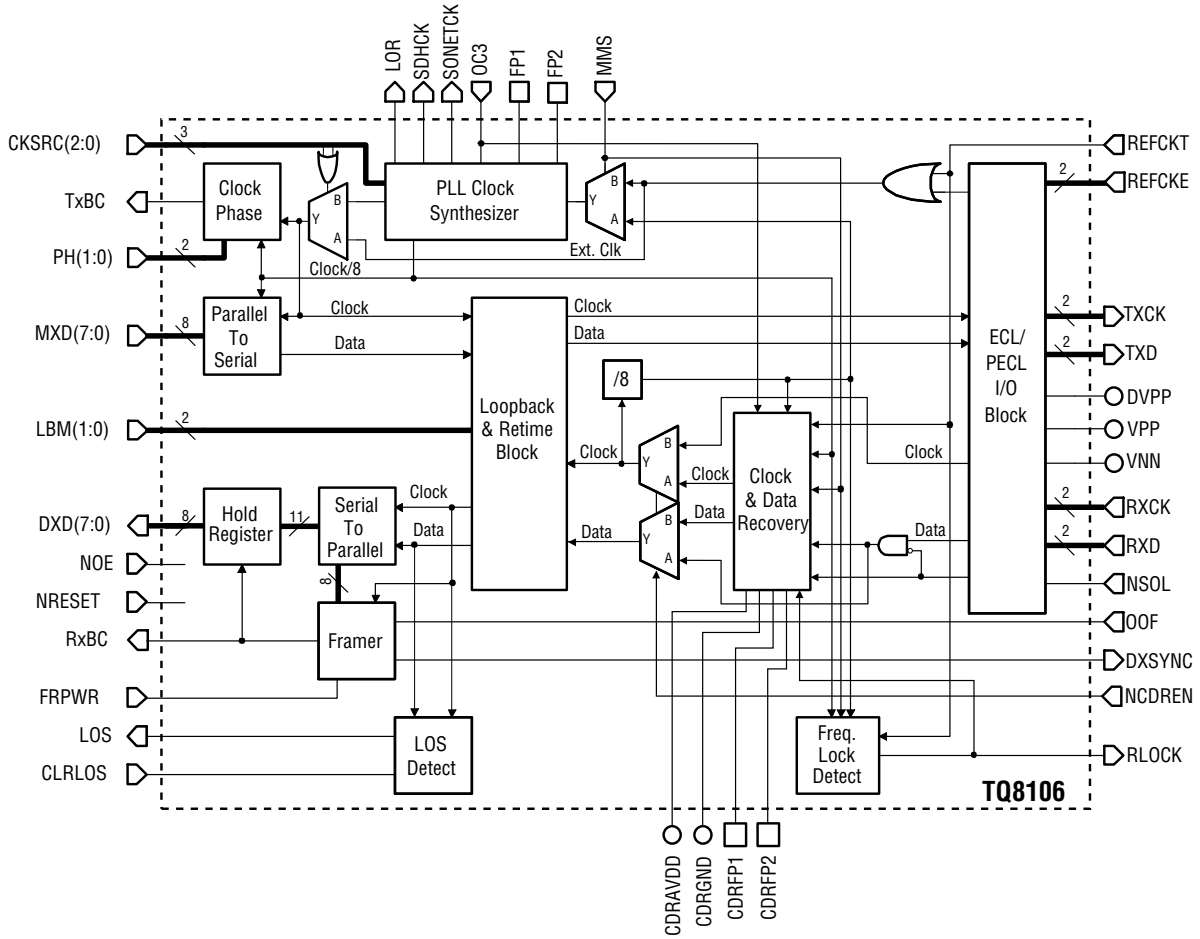 LOR
SDHCK
SONETCK
OC3
FP1
FP2
MMS
CKSRC(2:0)
3
TxBC
PH(1:0)
2
MXD(7:0)
8
LBM(1:0)
2
DXD(7:0)
8
NOE
NRESET
RxBC
FRPWR
LOS
CLRLOS
Clock
Phase
Y
B
A
PLL Clock
Synthesizer
Y
B
A
Ext. Clk
Clock/8
Parallel
To
Serial
Clock
Data
Loopback
& Retime
Block
Clock
Data
/8
Clock
Y
B
A
Clock
Data
Y
B
A
Data
Clock
& Data
Recovery
Clock
Data
Hold
Register
11
Serial
To
Parallel
Clock
Data
8
Framer
LOS
Detect
Freq.
Lock
Detect
ECL/
PECL
I/O
Block
REFCKT
2
REFCKE
2
TXCK
2
TXD
DVPP
VPP
VNN
2
RXCK
2
RXD
NSOL
OOF
DXSYNC
NCDREN
RLOCK
TQ8106
CDRAVDD
CDRGND
CDRFP1
CDRFP2